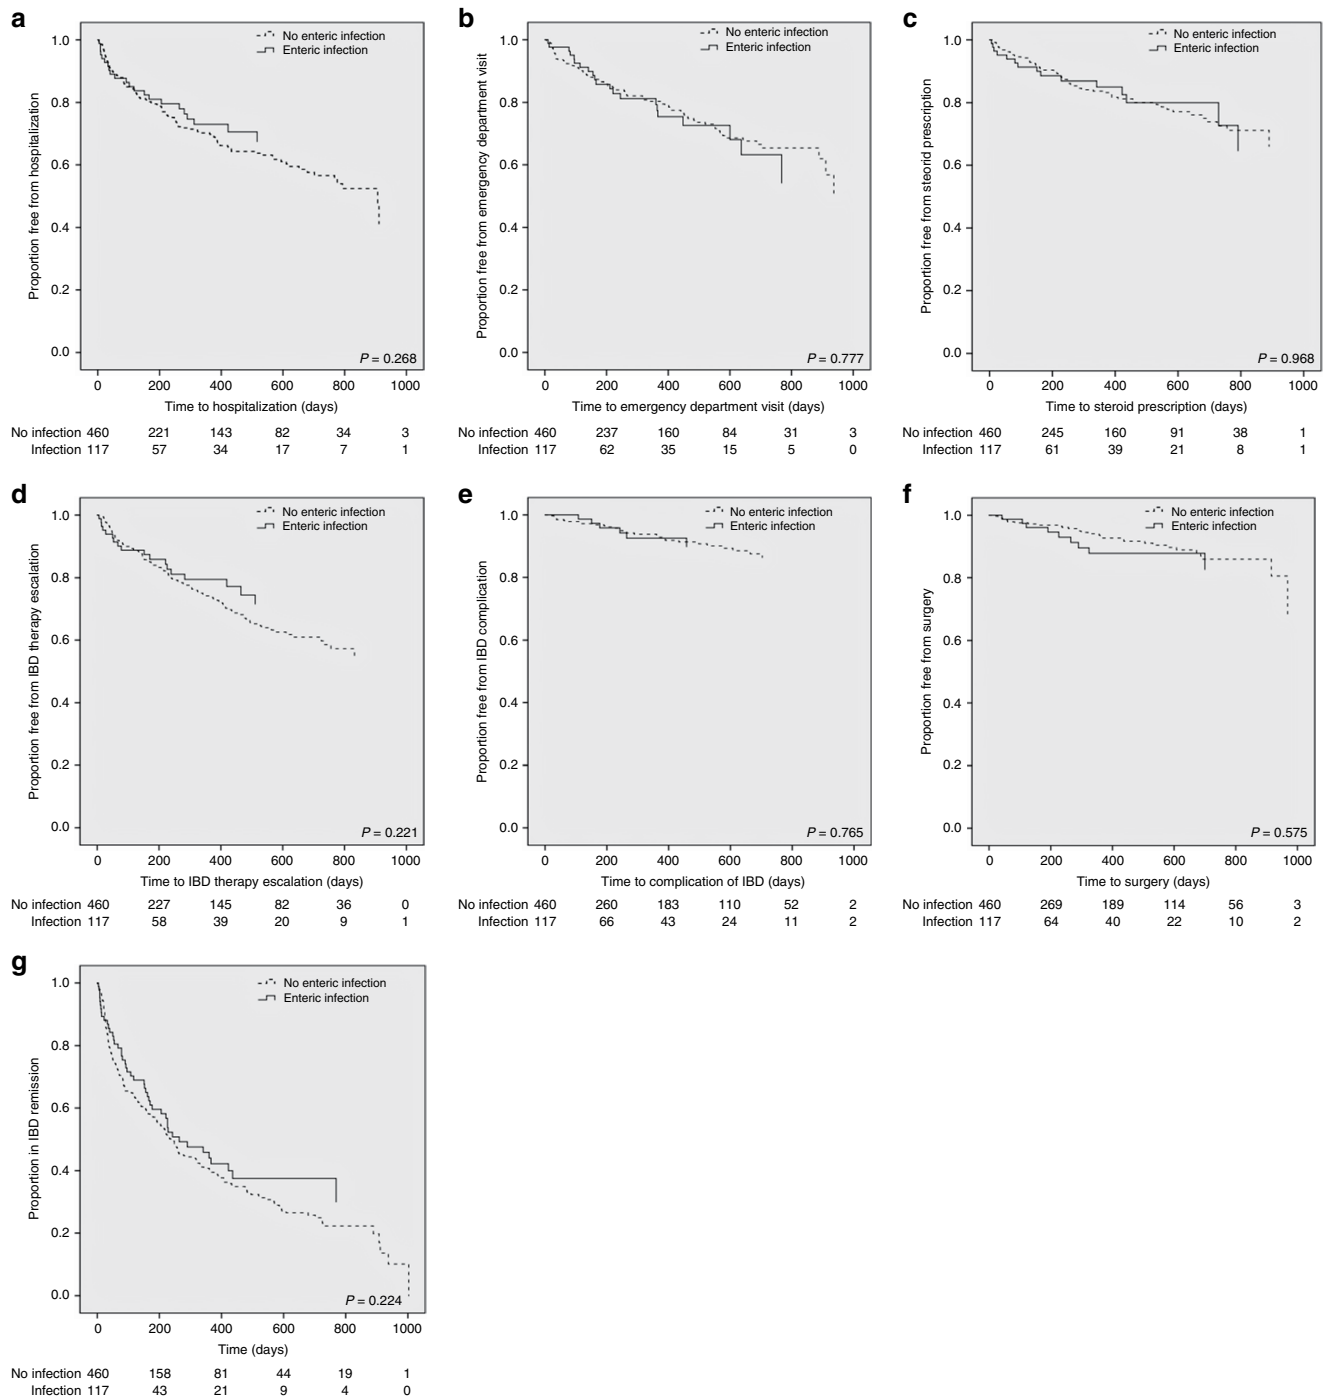 a
No enteric infection
Enteric infection
Proportion free from hospitalization
1.0
0.8
0.6
0.4
0.2
0.0
P = 0.268
0 200 400 600 800 1000
Time to hospitalization (days)
No infection 460 221 143 82 34 3
Infection 117 57 34 17 7 1
b
No enteric infection
Enteric infection
Proportion free from emergency department visit
1.0
0.8
0.6
0.4
0.2
0.0
P = 0.777
0 200 400 600 800 1000
Time to emergency department visit (days)
No infection 460 237 160 84 31 3
Infection 117 62 35 15 5 0
c
No enteric infection
Enteric infection
Proportion free from steorid prescription
1.0
0.8
0.6
0.4
0.2
0.0
P = 0.968
0 200 400 600 800 1000
Time to steroid prescription (days)
No infection 460 245 160 91 38 1
Infection 117 61 39 21 8 1
d
No enteric infection
Enteric infection
Proportion free from IBD therapy escalation
1.0
0.8
0.6
0.4
0.2
0.0
P = 0.221
0 200 400 600 800 1000
Time to IBD therapy escalation (days)
No infection 460 227 145 82 36 0
Infection 117 58 39 20 9 1
e
No enteric infection
Enteric infection
Proportion free from IBD complication
1.0
0.8
0.6
0.4
0.2
0.0
P = 0.765
0 200 400 600 800 1000
Time to complication of IBD (days)
No infection 460 260 183 110 52 2
Infection 117 66 43 24 11 2
f
No enteric infection
Enteric infection
Proportion free from surgery
1.0
0.8
0.6
0.4
0.2
0.0
P = 0.575
0 200 400 600 800 1000
Time to surgery (days)
No infection 460 269 189 114 56 3
Infection 117 64 40 22 10 2
g
No enteric infection
Enteric infection
Proportion in IBD remission
1.0
0.8
0.6
0.4
0.2
0.0
P = 0.224
0 200 400 600 800 1000
Time (days)
No infection 460 158 81 44 19 1
Infection 117 43 21 9 4 0